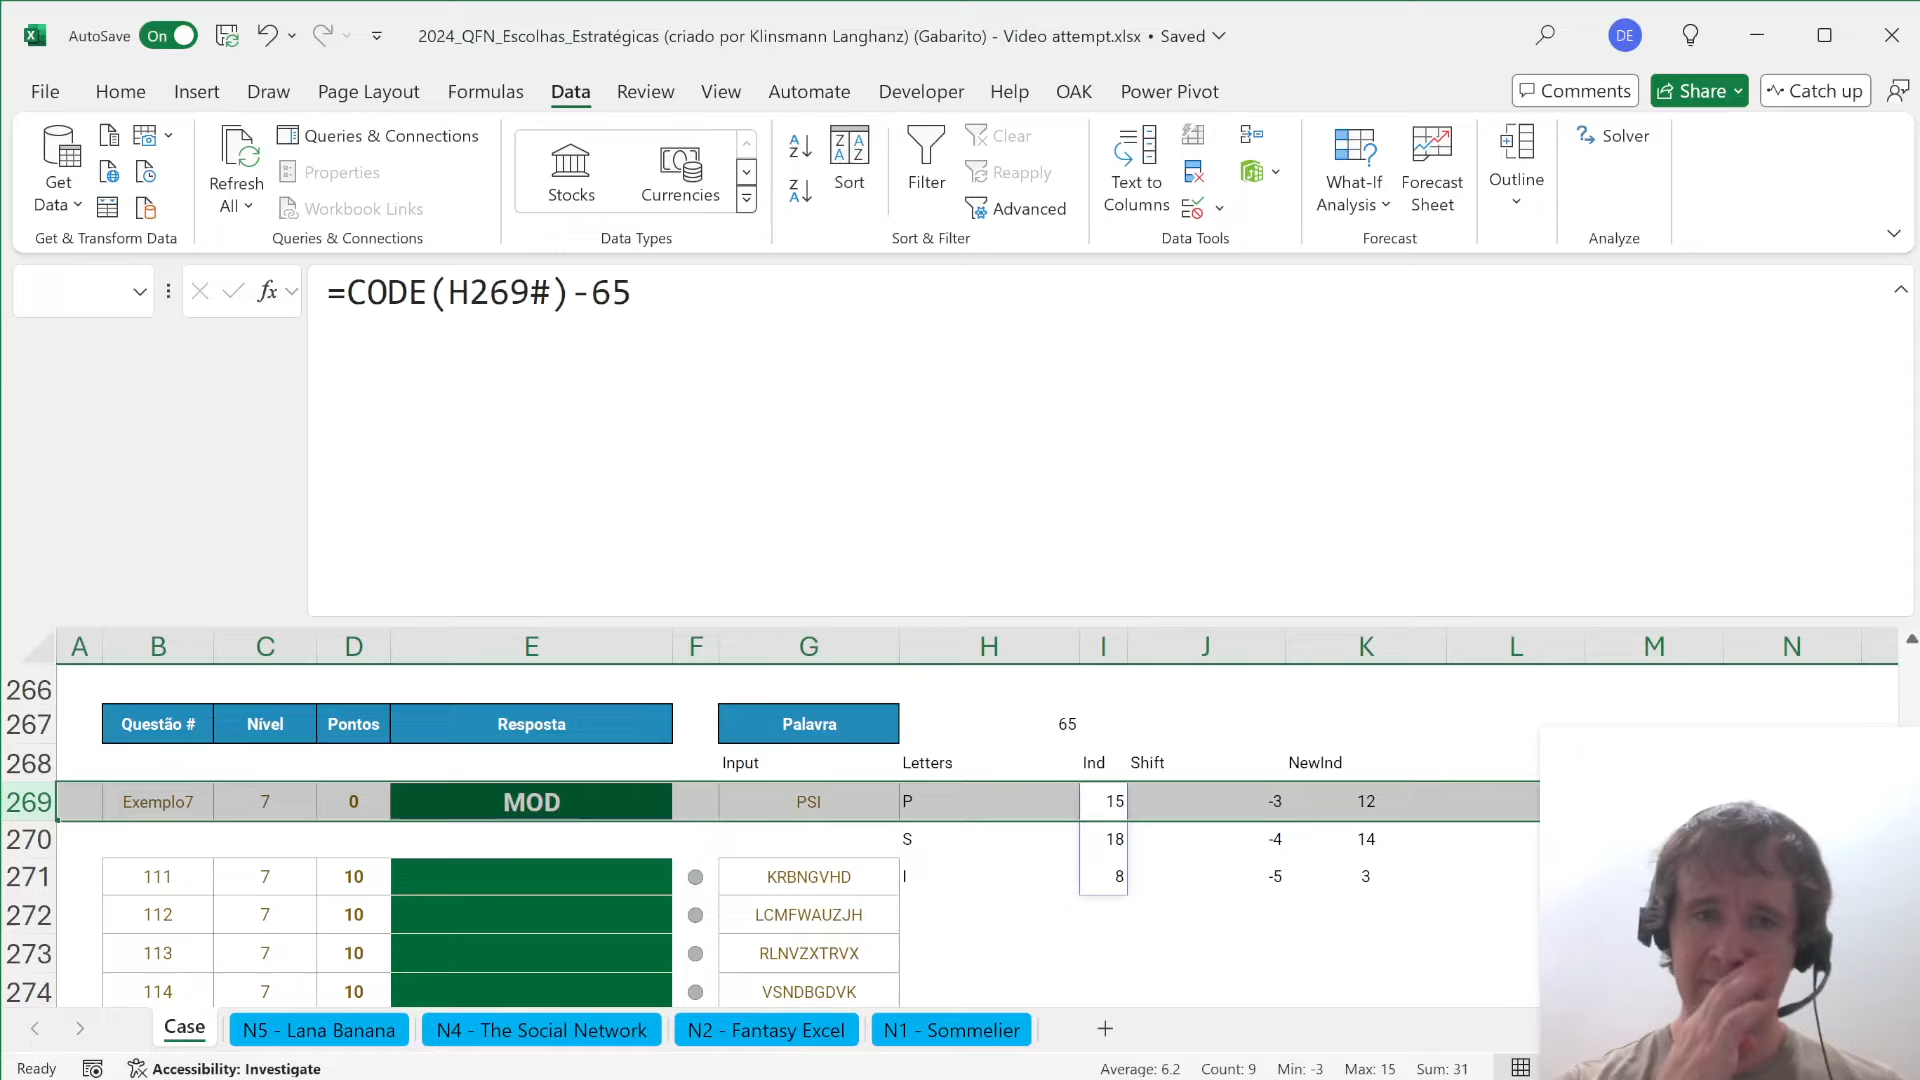 AutoSave On 2024_QFN_Escolhas_Estratégicas (criado por Klinsmann Langhanz) (Gabarito) - Video attempt.xlsx • Saved DE
File Home Insert Draw Page Layout Formulas Data Review View Automate Developer Help OAK Power Pivot Comments Share Catch up
Get Data
Refresh All
Queries & Connections
Properties
Workbook Links
Stocks
Currencies
Sort
Filter
Clear
Reapply
Advanced
Text to Columns
What-If Analysis
Forecast Sheet
Outline
Solver
Get & Transform Data Queries & Connections Data Types Sort & Filter Data Tools Forecast Analyze
fx =CODE(H269#)-65
A B C D E F G H I J K L M N
266
267 Questão # Nível Pontos Resposta Palavra 65
268 Input Letters Ind Shift NewInd
269 Exemplo7 7 0 MOD PSI P 15 -3 12
270 S 18 -4 14
271 111 7 10 KRBNGVHD I 8 -5 3
272 112 7 10 LCMFWAUZJH
273 113 7 10 RLNVZXTRVX
274 114 7 10 VSNDBGDVK
Case N5 - Lana Banana N4 - The Social Network N2 - Fantasy Excel N1 - Sommelier
Ready Accessibility: Investigate Average: 6.2 Count: 9 Min: -3 Max: 15 Sum: 31